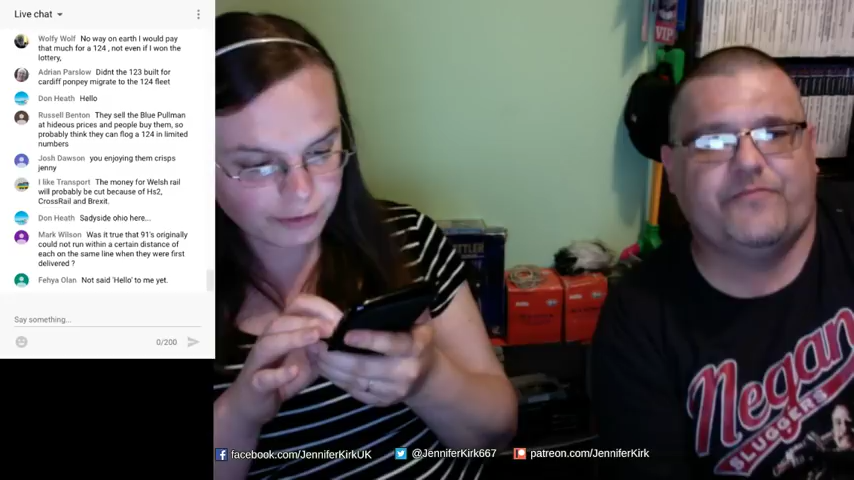 Live chat
Wolfy Wolf No way on earth I would pay
that much for a 124 , not even if I won the
lottery,
Adrian Parslow Didnt the 123 built for
cardiff ponpey migrate to the 124 fleet
Don Heath Hello
Russell Benton They sell the Blue Pullman
at hideous prices and people buy them, so
probably think they can flog a 124 in limited
numbers
Josh Dawson you enjoying them crisps
jenny
I like Transport The money for Welsh rail
will probably be cut because of Hs2,
CrossRail and Brexit.
Don Heath Sadyside ohio here...
Mark Wilson Was it true that 91's originally
could not run within a certain distance of
each on the same line when they were first
delivered ?
Fehya Olan Not said 'Hello' to me yet.
Say something...
0/200
VIP
Negan
SLUGGERS
facebook.com/JenniferKirkUK
@JenniferKirk667
patreon.com/JenniferKirk